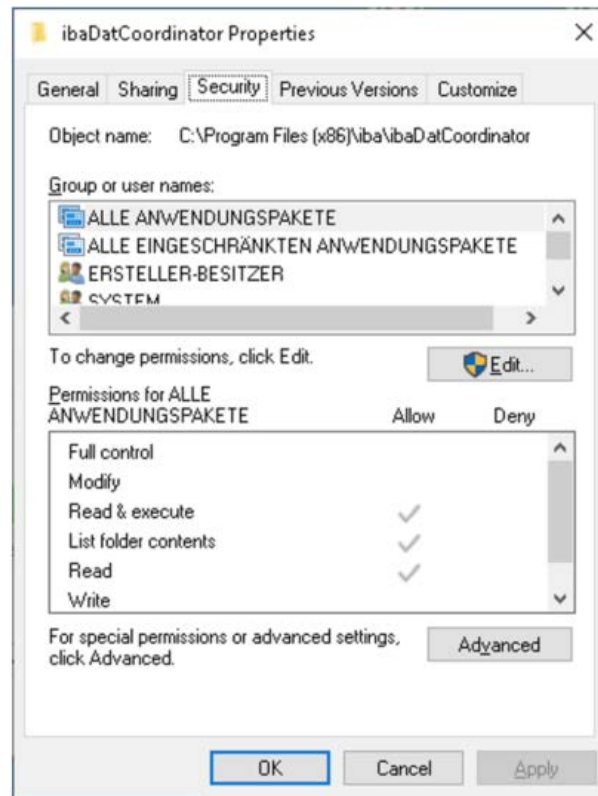 ibaDatCoordinator Properties
General Sharing Security Previous Versions Customize
Object name: C:\Program Files (x86)\iba\ibaDatCoordinator
Group or user names:
ALLE ANWENDUNGSPAKETE
ALLE EINGESCHRÄNKTEN ANWENDUNGSPAKETE
ERSTELLER-BESITZER
SYSTEM
To change permissions, click Edit.
Edit...
Permissions for ALLE
ANWENDUNGSPAKETE Allow Deny
Full control
Modify
Read & execute
List folder contents
Read
Write
For special permissions or advanced settings,
click Advanced.
Advanced
OK Cancel Apply